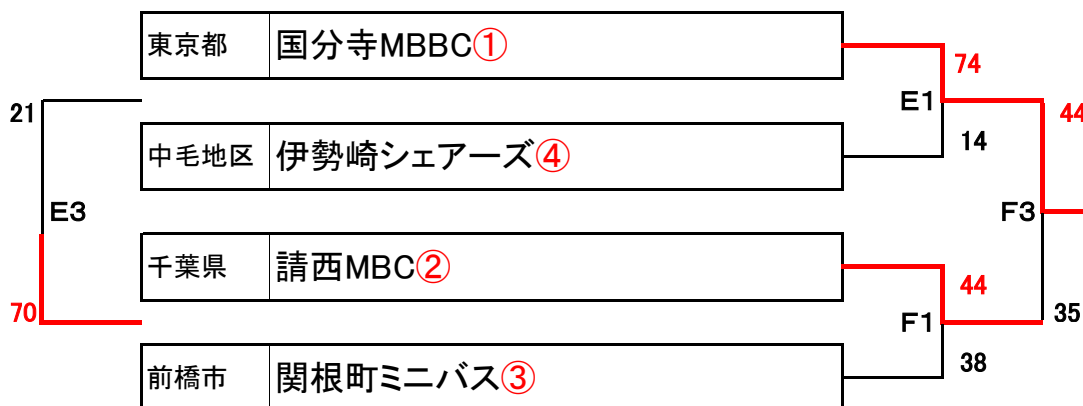 東京都 国分寺MBBC①
74
21 E1 44
14
中毛地区 伊勢崎シェアーズ④
E3 F3
千葉県 請西MBC②
44
70 F1 35
38
前橋市 関根町ミニバス③